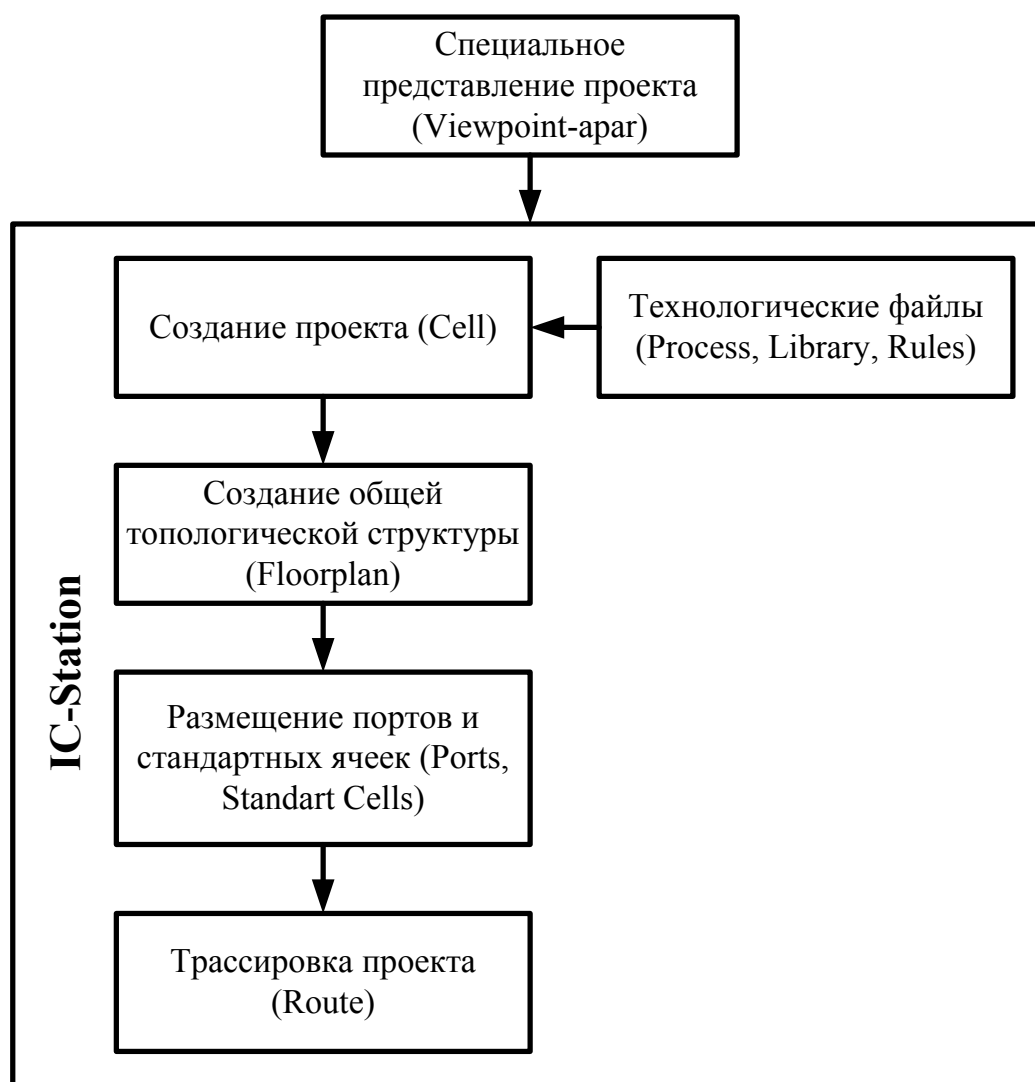 Специальное
представление проекта
(Viewpoint-apar)
Создание проекта (Cell)
Технологические файлы
(Process, Library, Rules)
Создание общей
топологической структуры
(Floorplan)
IC-Station
Размещение портов и
стандартных ячеек (Ports,
Standart Cells)
Трассировка проекта
(Route)